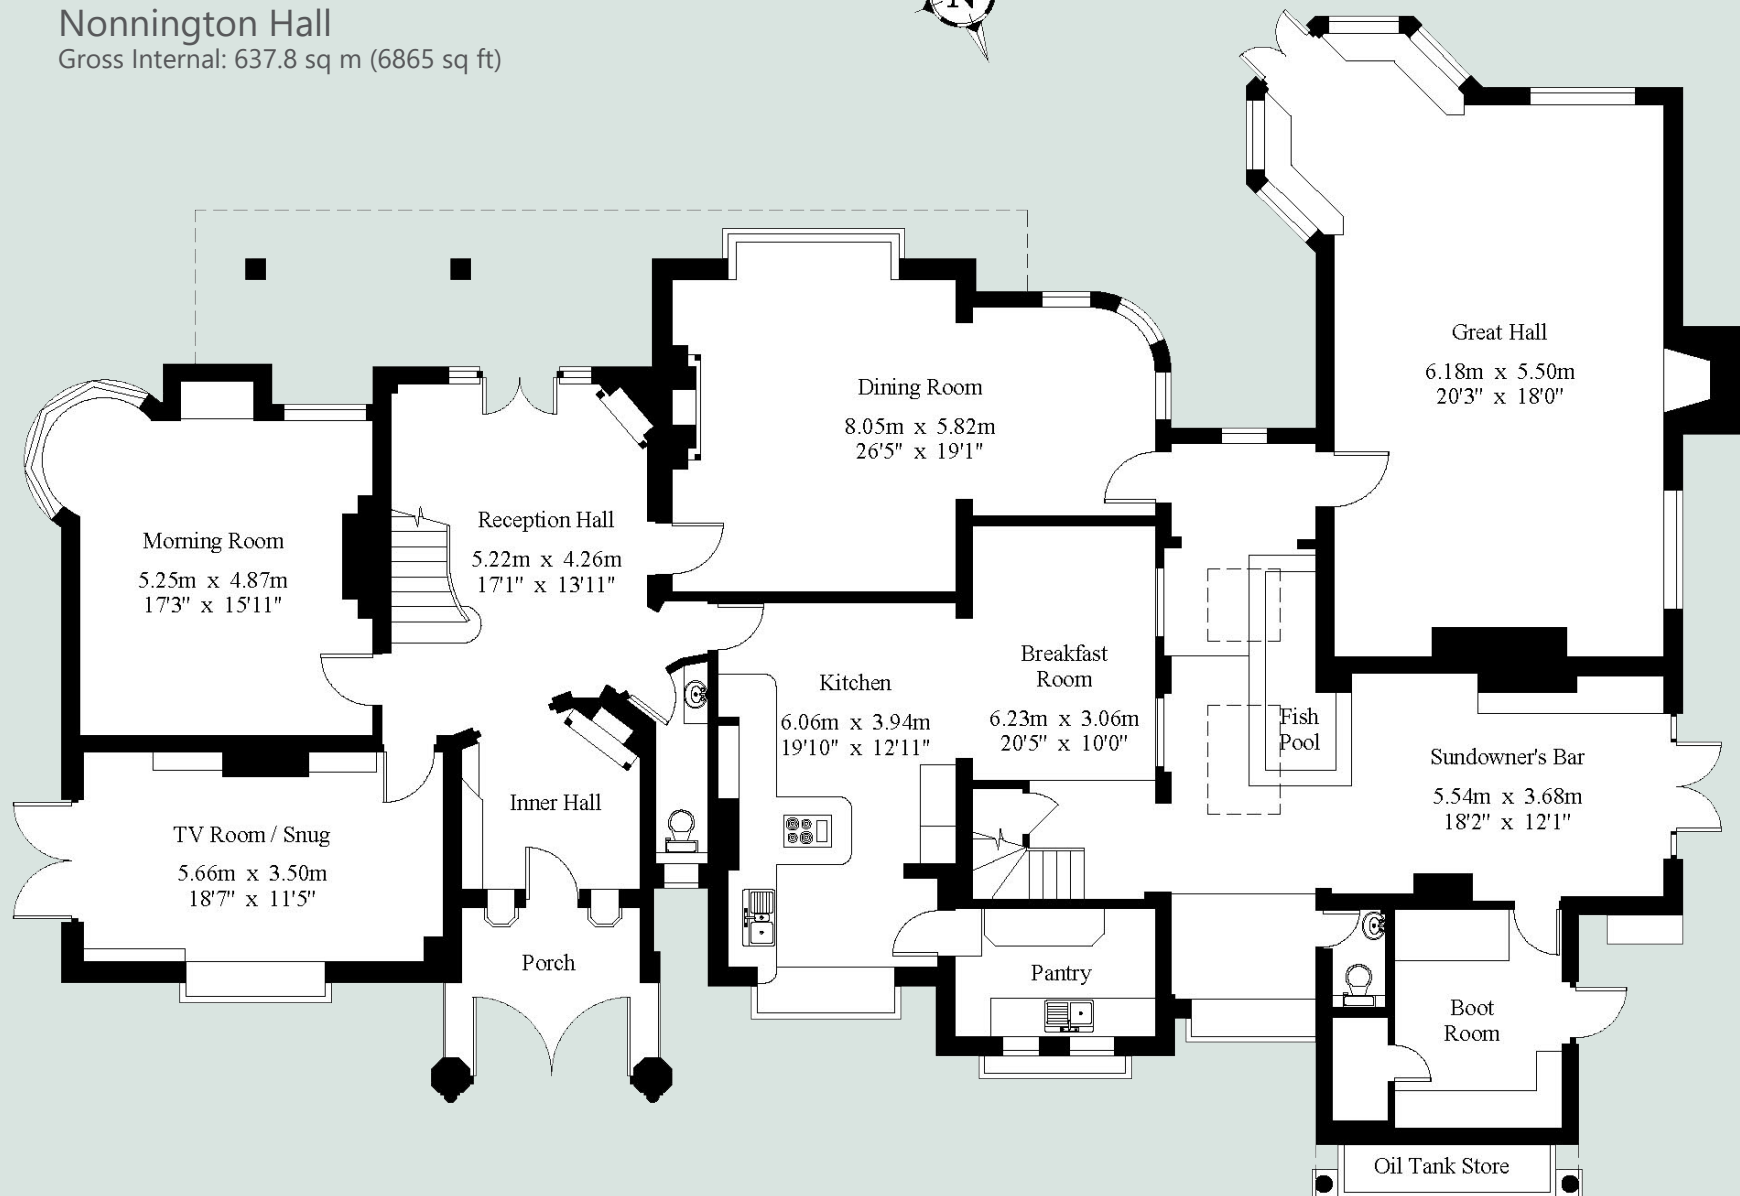 Nonnington Hall
Gross Internal: 637.8 sq m (6865 sq ft)
N
Great Hall
6.18m x 5.50m
20'3" x 18'0"
Dining Room
8.05m x 5.82m
26'5" x 19'1"
Reception Hall
5.22m x 4.26m
17'1" x 13'11"
Morning Room
5.25m x 4.87m
17'3" x 15'11"
Breakfast
Room
6.23m x 3.06m
20'5" x 10'0"
Kitchen
6.06m x 3.94m
19'10" x 12'11"
Fish
Pool
Sundowner's Bar
5.54m x 3.68m
18'2" x 12'1"
Inner Hall
TV Room / Snug
5.66m x 3.50m
18'7" x 11'5"
Porch
Pantry
Boot
Room
Oil Tank Store